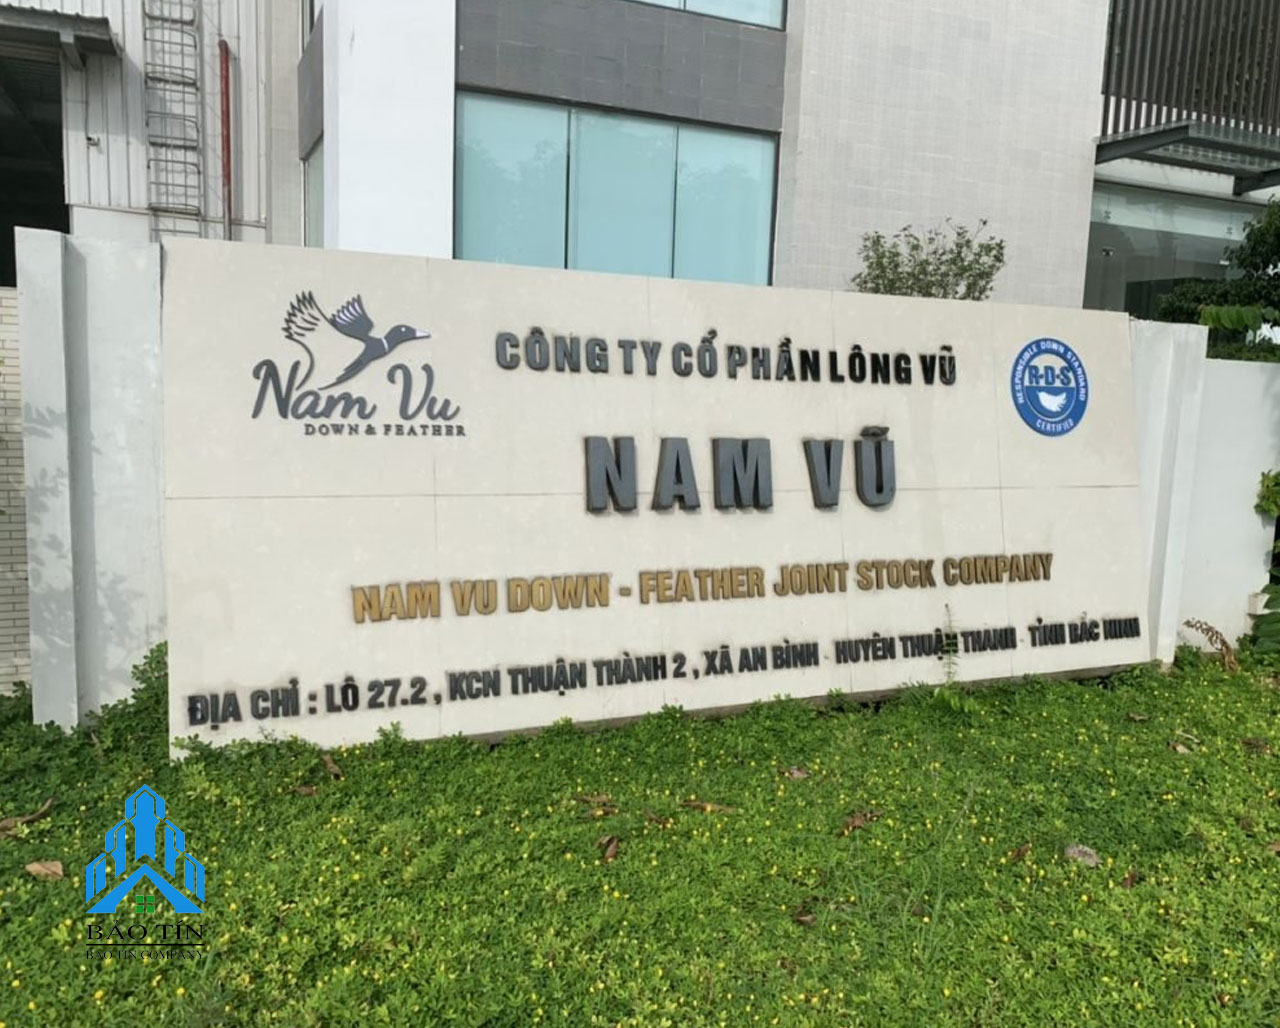 Nam Vu
DOWN & FEATHER
CÔNG TY CỔ PHẦN LÔNG VŨ
RESPONSIBLE DOWN STANDARD
R-D-S
CERTIFIED
NAM VŨ
NAM VU DOWN - FEATHER JOINT STOCK COMPANY
ĐỊA CHỈ : LÔ 27.2 , KCN THUẬN THÀNH 2 , XÃ AN BÌNH - HUYỆN THUẬN THÀNH - TỈNH BẮC NINH
BẢO TÍN
BAO TIN COMPANY